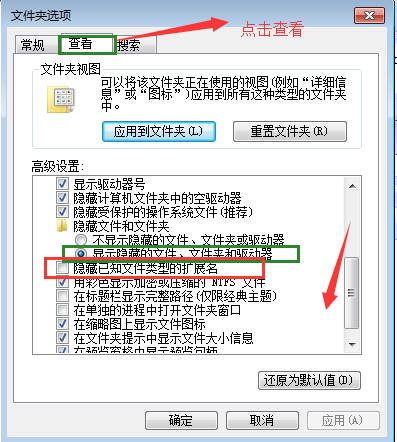 文件夹选项
点击查看
常规
查看
搜索
文件夹视图
可以将该文件夹正在使用的视图(例如“详细信
息”或“图标”)应用到所有这种类型的文件夹
中。
应用到文件夹(L)
重置文件夹(R)
高级设置:
显示驱动器号
隐藏计算机文件夹中的空驱动器
隐藏受保护的操作系统文件(推荐)
隐藏文件和文件夹
不显示隐藏的文件、文件夹或驱动器
显示隐藏的文件、文件夹和驱动器
隐藏已知文件类型的扩展名
用彩色显示加密或压缩的 NTFS 文件
在标题栏显示完整路径(仅限经典主题)
在单独的进程中打开文件夹窗口
在缩略图上显示文件图标
在文件夹提示中显示文件大小信息
在预览窗格中显示预览句柄
还原为默认值(D)
确定
取消
应用(A)